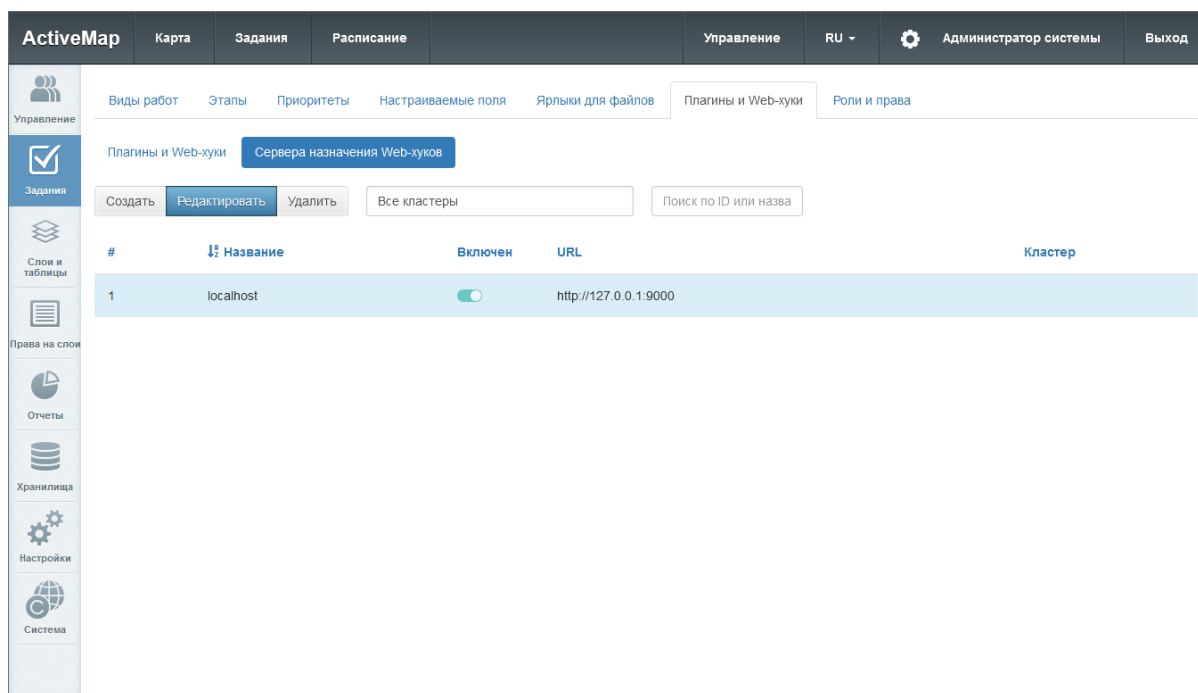 ActiveMap Карта Задания Расписание Управление RU Администратор системы Выход
Управление
Виды работ Этапы Приоритеты Настраиваемые поля Ярлыки для файлов Плагины и Web-хуки Роли и права
Плагины и Web-хуки Сервера назначения Web-хуков
Задания
Создать Редактировать Удалить Все кластеры Поиск по ID или назва
# Название Включен URL Кластер
Слои и
таблицы
1 localhost http://127.0.0.1:9000
Права на слои
Отчеты
Хранилища
Настройки
Система